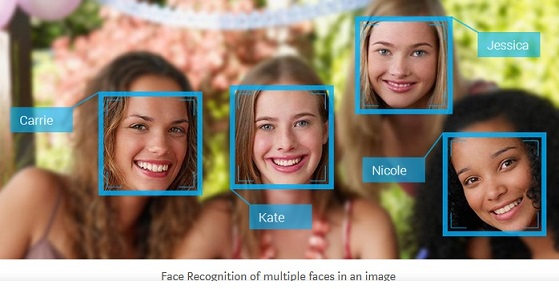 Jessica
Carrie
Nicole
Kate
Face Recognition of multiple faces in an image